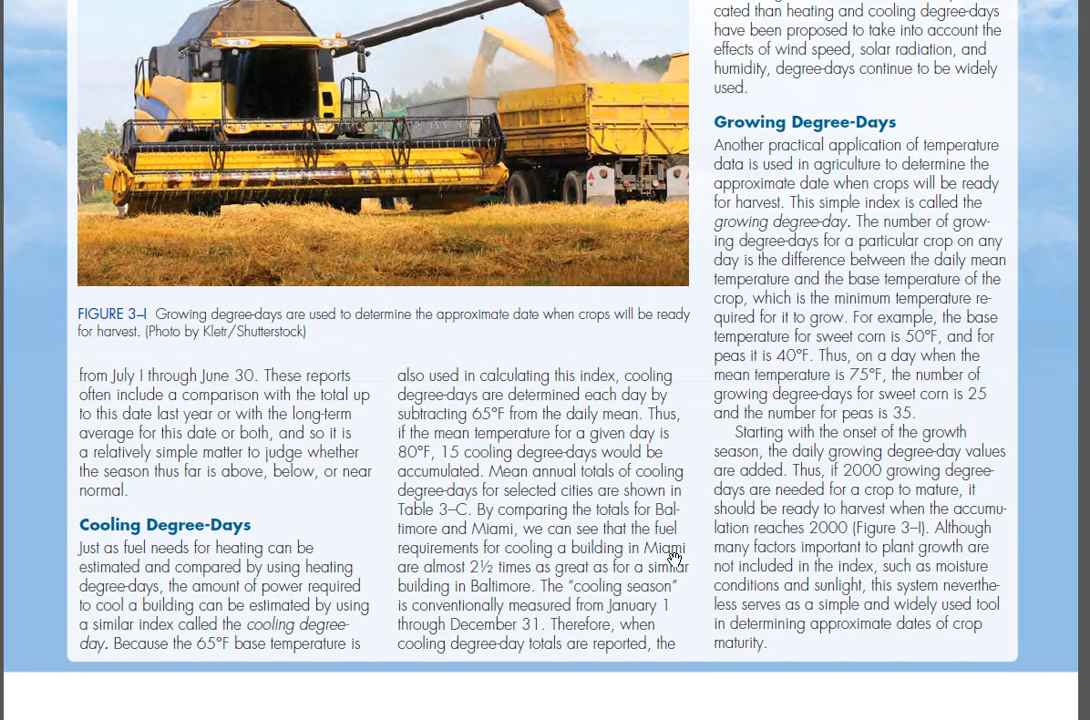 cated than heating and cooling degree-days
have been proposed to take into account the
effects of wind speed, solar radiation, and
humidity, degree-days continue to be widely
used.
Growing Degree-Days
Another practical application of temperature
data is used in agriculture to determine the
approximate date when crops will be ready
for harvest. This simple index is called the
growing degree-day. The number of grow-
ing degree-days for a particular crop on any
day is the difference between the daily mean
temperature and the base temperature of the
crop, which is the minimum temperature re-
quired for it to grow. For example, the base
temperature for sweet corn is 50°F, and for
peas it is 40°F. Thus, on a day when the
mean temperature is 75°F, the number of
growing degree-days for sweet corn is 25
and the number for peas is 35.
Starting with the onset of the growth
season, the daily growing degree-day values
are added. Thus, if 2000 growing degree-
days are needed for a crop to mature, it
should be ready to harvest when the accumu-
lation reaches 2000 (Figure 3–I). Although
many factors important to plant growth are
not included in the index, such as moisture
conditions and sunlight, this system neverthe-
less serves as a simple and widely used tool
in determining approximate dates of crop
maturity.
FIGURE 3–I Growing degree-days are used to determine the approximate date when crops will be ready
for harvest. (Photo by Kletr/Shutterstock)
from July I through June 30. These reports
often include a comparison with the total up
to this date last year or with the long-term
average for this date or both, and so it is
a relatively simple matter to judge whether
the season thus far is above, below, or near
normal.
Cooling Degree-Days
Just as fuel needs for heating can be
estimated and compared by using heating
degree-days, the amount of power required
to cool a building can be estimated by using
a similar index called the cooling degree-
day. Because the 65°F base temperature is
also used in calculating this index, cooling
degree-days are determined each day by
subtracting 65°F from the daily mean. Thus,
if the mean temperature for a given day is
80°F, 15 cooling degree-days would be
accumulated. Mean annual totals of cooling
degree-days for selected cities are shown in
Table 3–C. By comparing the totals for Bal-
timore and Miami, we can see that the fuel
requirements for cooling a building in Miami
are almost 2½ times as great as for a similar
building in Baltimore. The “cooling season”
is conventionally measured from January 1
through December 31. Therefore, when
cooling degree-day totals are reported, the